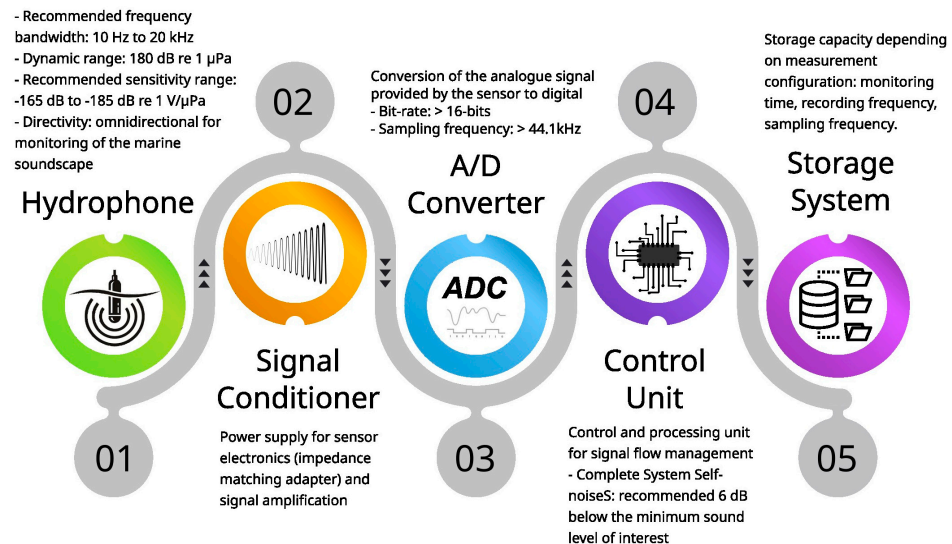 - Recommended frequency
bandwidth: 10 Hz to 20 kHz
- Dynamic range: 180 dB re 1 µPa
- Recommended sensitivity range:
-165 dB to -185 dB re 1 V/µPa
- Directivity: omnidirectional for
monitoring of the marine
soundscape
Hydrophone
01
02
Signal
Conditioner
Power supply for sensor
electronics (impedance
matching adapter) and
signal amplification
Conversion of the analogue signal
provided by the sensor to digital
- Bit-rate: > 16-bits
- Sampling frequency: > 44.1kHz
A/D
Converter
ADC
03
04
Control
Unit
Control and processing unit
for signal flow management
- Complete System Self-
noiseS: recommended 6 dB
below the minimum sound
level of interest
Storage capacity depending
on measurement
configuration: monitoring
time, recording frequency,
sampling frequency.
Storage
System
05